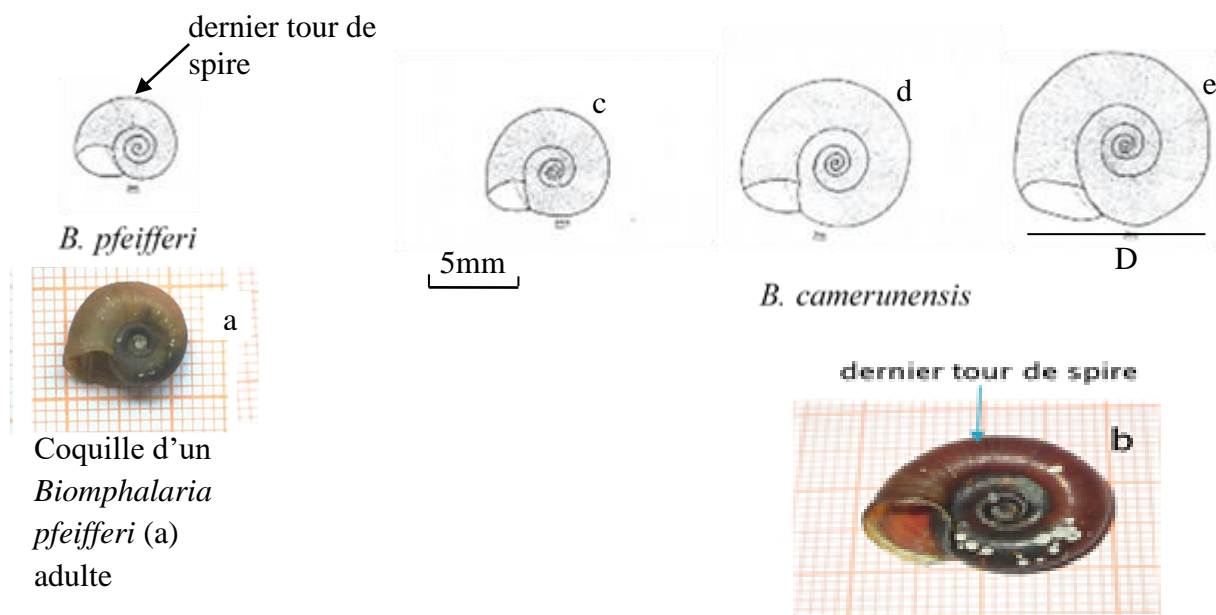 dernier tour de
spire
c
d
e
B. pfeifferi
5mm
D
B. camerunensis
a
dernier tour de spire
b
Coquille d'un
Biomphalaria
pfeifferi (a)
adulte